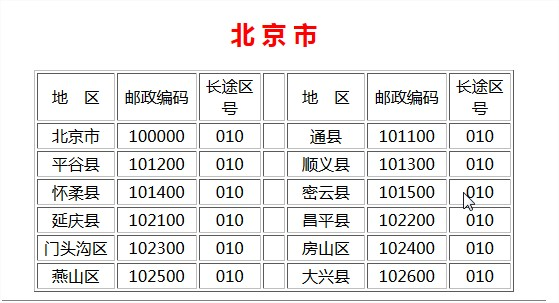 北京市
地 区 邮政编码 长途区号 地 区 邮政编码 长途区号
北京市 100000 010 通县 101100 010
平谷县 101200 010 顺义县 101300 010
怀柔县 101400 010 密云县 101500 010
延庆县 102100 010 昌平县 102200 010
门头沟区 102300 010 房山区 102400 010
燕山区 102500 010 大兴县 102600 010